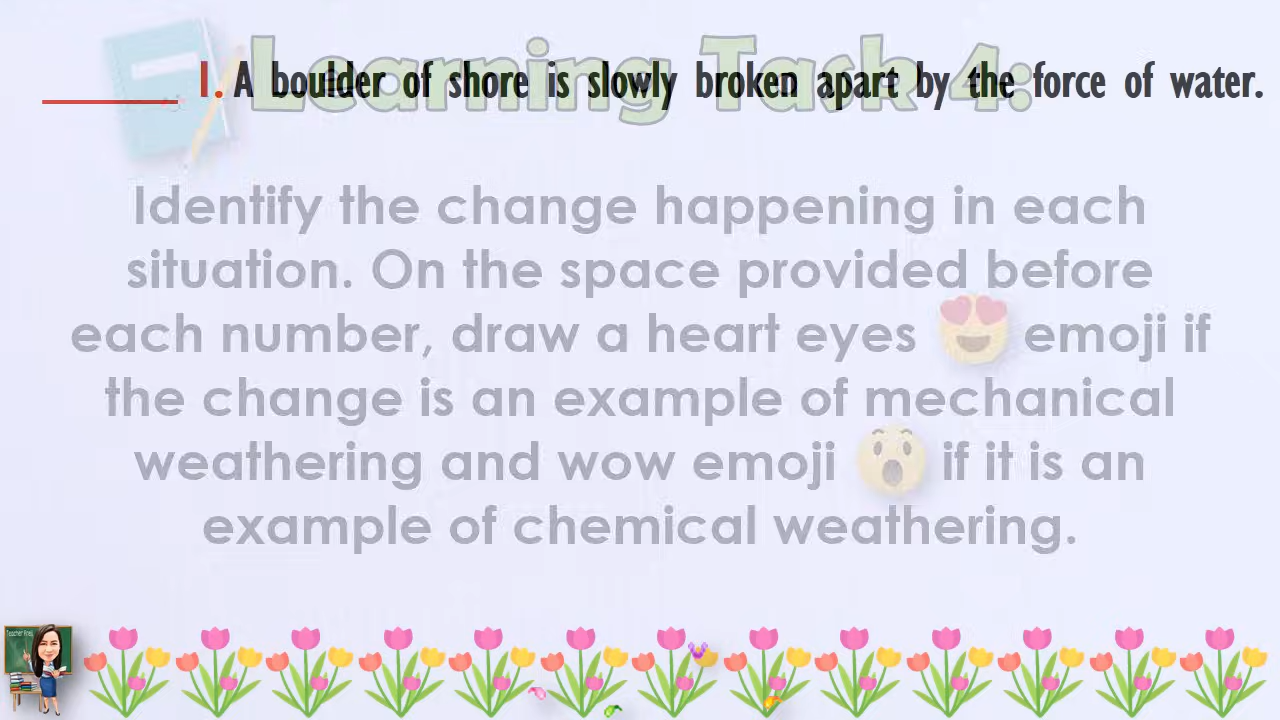 Learning Task 4:
_______ 1. A boulder of shore is slowly broken apart by the force of water.
Identify the change happening in each
situation. On the space provided before
each number, draw a heart eyes 😍 emoji if
the change is an example of mechanical
weathering and wow emoji 😯 if it is an
example of chemical weathering.